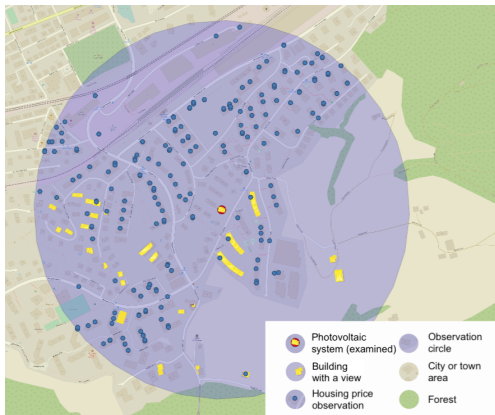 Photovoltaic
system (examined)
Observation
circle
Building
with a view
City or town
area
Housing price
observation
Forest